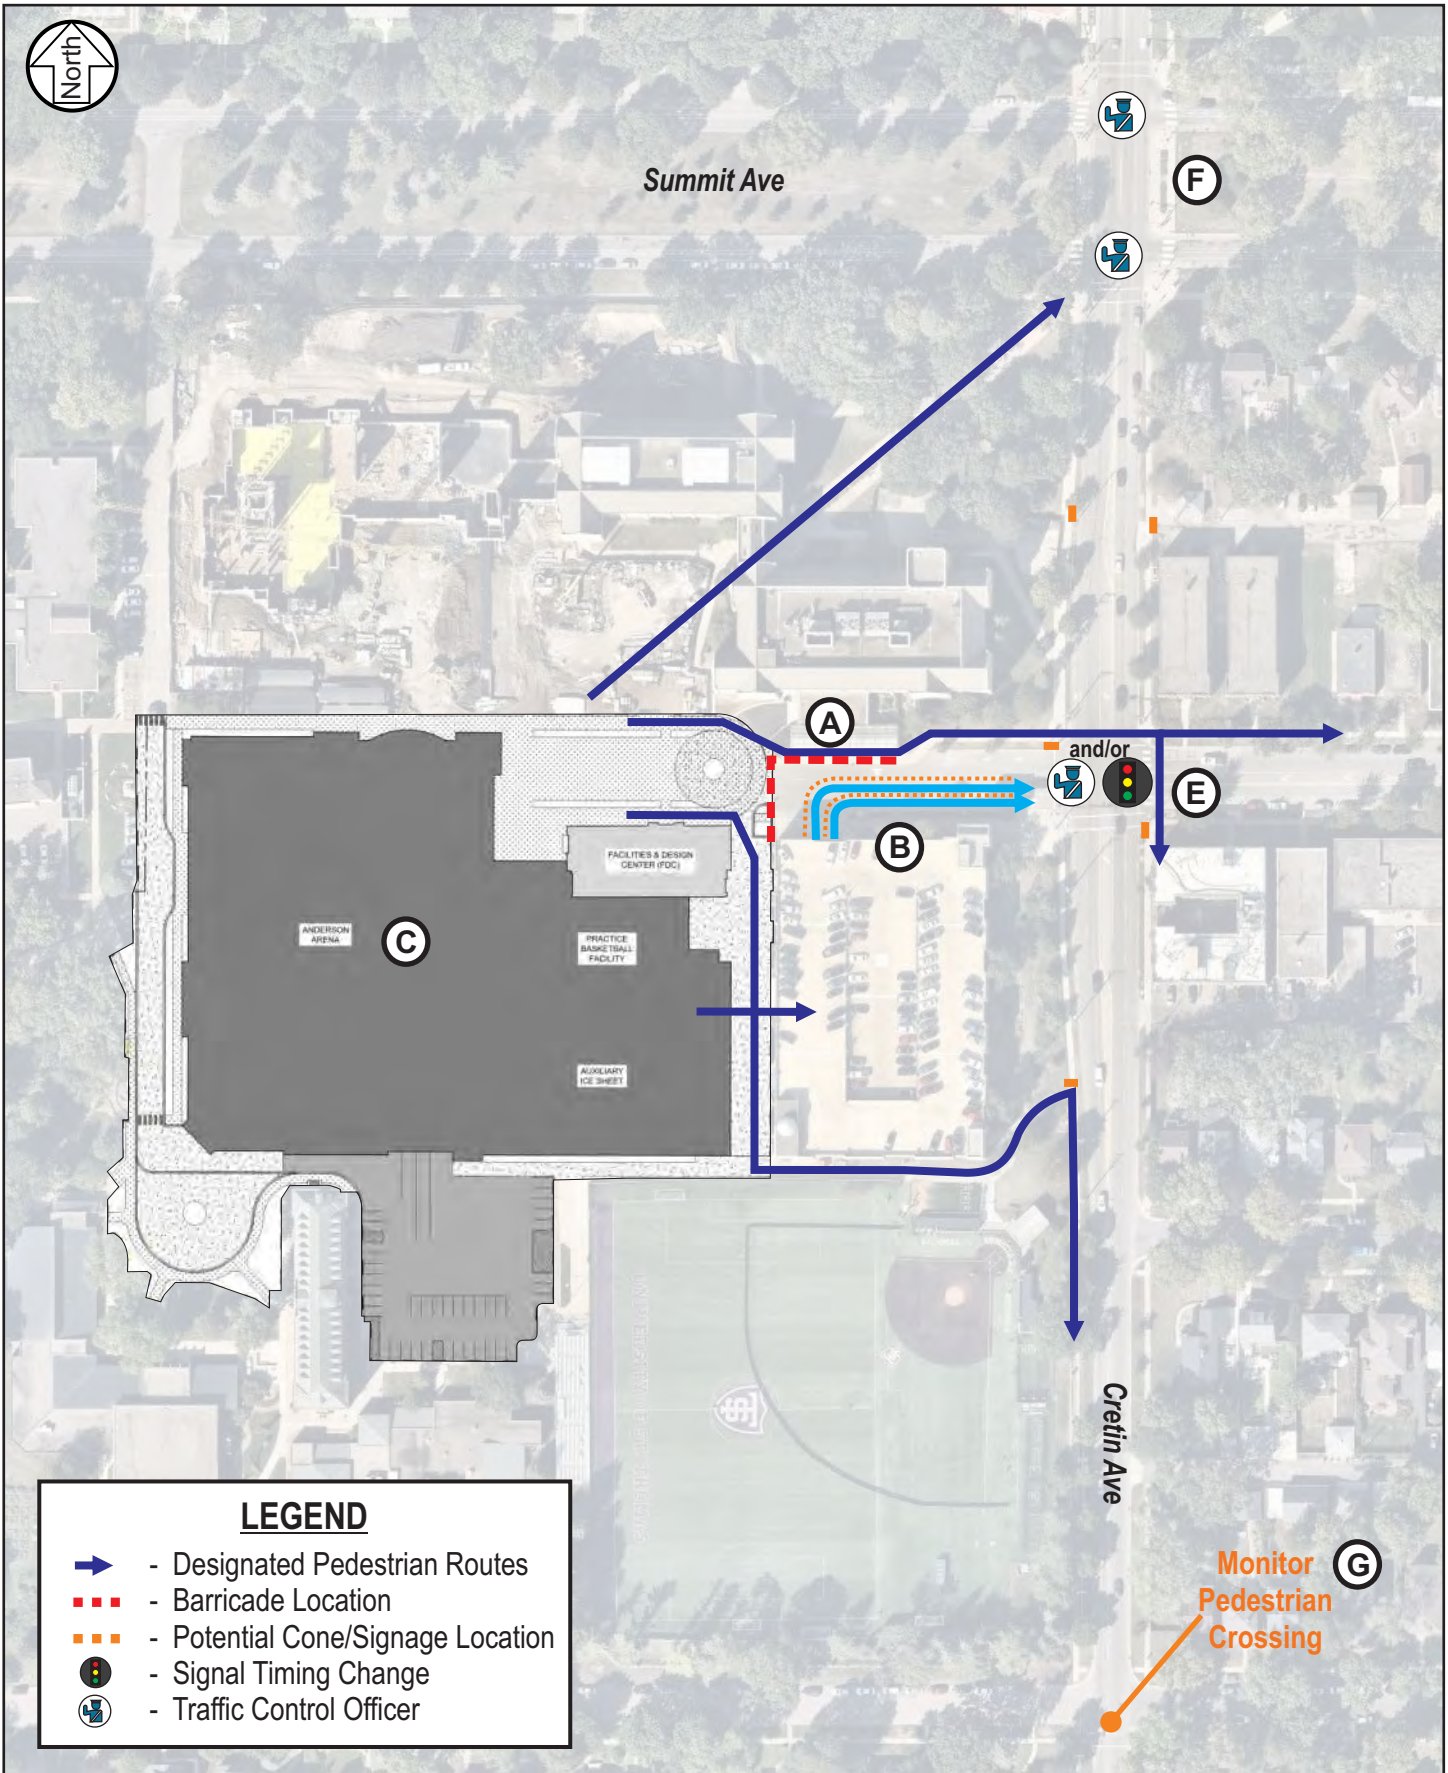 North
Summit Ave
F
A
and/or
E
B
FACILITIES & DESIGN
CENTER (FDC)
ANDERSON
ARENA
C
PRACTICE
BASKETBALL
FACILITY
AUXILIARY
ICE SHEET
Cretin Ave
LEGEND
- Designated Pedestrian Routes
- Barricade Location
- Potential Cone/Signage Location
- Signal Timing Change
- Traffic Control Officer
Monitor
Pedestrian
Crossing
G